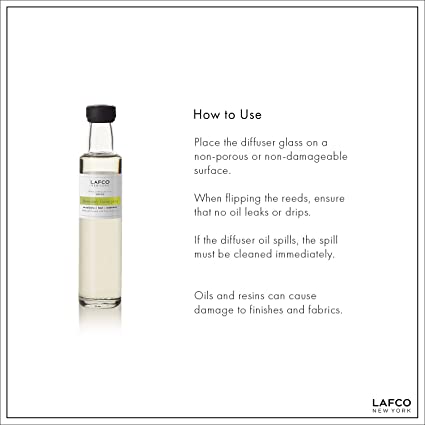 LAFCO
NEW YORK
How to Use
Place the diffuser glass on a
non-porous or non-damageable
surface.
When flipping the reeds, ensure
that no oil leaks or drips.
If the diffuser oil spills, the spill
must be cleaned immediately.
Oils and resins can cause
damage to finishes and fabrics.
LAFCO
NEW YORK